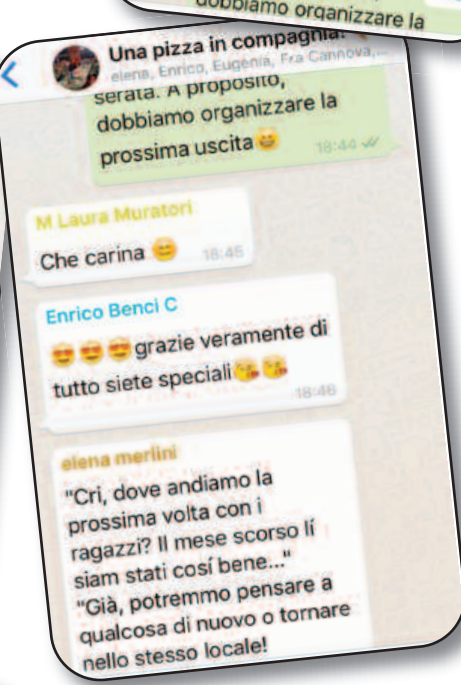 dobbiamo organizzare la
Una pizza in compagnia!
elena, Enrico, Eugenia, Fra Cannova,...
serata. A proposito,
dobbiamo organizzare la
prossima uscita😄
18:44
M Laura Muratori
Che carina 😊
18:45
Enrico Benci C
😍😍😍grazie veramente di
tutto siete speciali😘😘
18:46
elena merlini
"Cri, dove andiamo la
prossima volta con i
ragazzi? Il mese scorso lí
siam stati cosí bene..."
"Già, potremmo pensare a
qualcosa di nuovo o tornare
nello stesso locale!